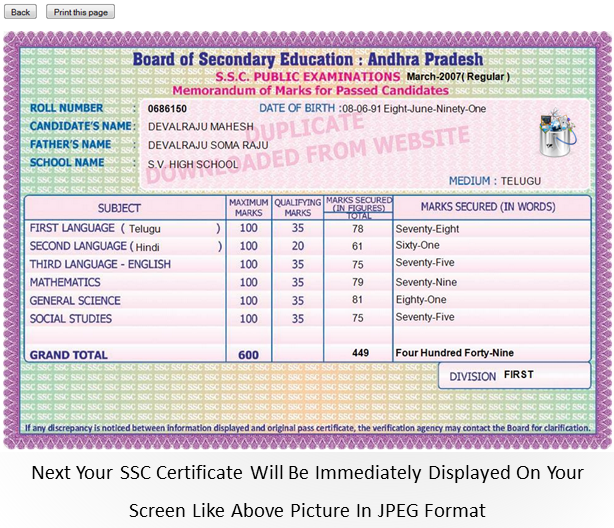 Back Print this page
Board of Secondary Education : Andhra Pradesh
S.S.C. PUBLIC EXAMINATIONS March-2007( Regular )
Memorandum of Marks for Passed Candidates
ROLL NUMBER : 0686150 DATE OF BIRTH :08-06-91 Eight-June-Ninety-One
CANDIDATE'S NAME : DEVALRAJU MAHESH
FATHER'S NAME : DEVALRAJU SOMA RAJU
SCHOOL NAME : S.V. HIGH SCHOOL
DUPLICATE
DOWNLOADED FROM WEBSITE
MEDIUM : TELUGU
SUBJECT MAXIMUM MARKS QUALIFYING MARKS MARKS SECURED (IN FIGURES) TOTAL MARKS SECURED (IN WORDS)
FIRST LANGUAGE ( Telugu ) 100 35 78 Seventy-Eight
SECOND LANGUAGE ( Hindi ) 100 20 61 Sixty-One
THIRD LANGUAGE - ENGLISH 100 35 75 Seventy-Five
MATHEMATICS 100 35 79 Seventy-Nine
GENERAL SCIENCE 100 35 81 Eighty-One
SOCIAL STUDIES 100 35 75 Seventy-Five
GRAND TOTAL 600 449 Four Hundred Forty-Nine
DIVISION FIRST
If any discrepancy is noticed between information displayed and original pass certificate, the verification agency may contact the Board for clarification.
Next Your SSC Certificate Will Be Immediately Displayed On Your
Screen Like Above Picture In JPEG Format